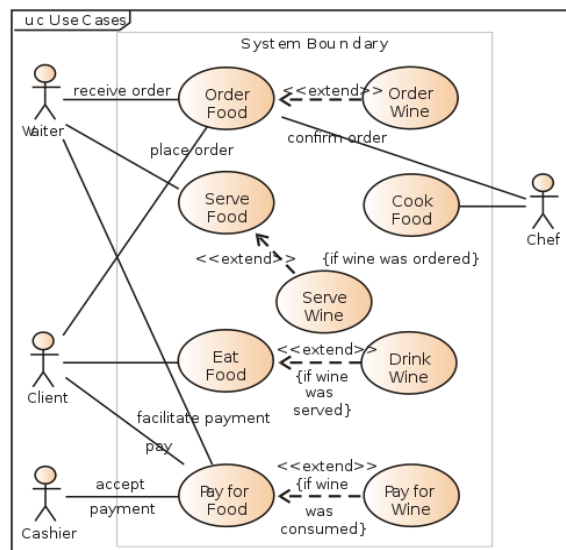 uc UseCases
System Boundary
receive order
Order
Food
<<extend>>
Order
Wine
Waiter
place order
confirm order
Serve
Food
Cook
Food
Chef
<<extend>>
{if wine was ordered}
Serve
Wine
Client
Eat
Food
<<extend>>
{if wine
was
served}
Drink
Wine
facilitate payment
pay
Cashier
accept
payment
Pay for
Food
<<extend>>
{if wine
was
consumed}
Pay for
Wine